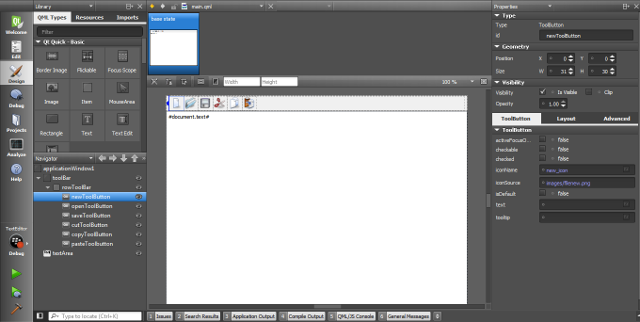 Library
QML Types Resources Imports
Filter
Qt Quick - Basic
Border Image Flickable Focus Scope
Image Item MouseArea
Rectangle Text Text Edit
Welcome
Edit
Design
Debug
Projects
Analyze
Help
TextEditor
Debug
Navigator
applicationWindow1
toolBar
newToolBar
newToolButton
openToolButton
saveToolButton
cutToolButton
copyToolButton
pasteToolbutton
textArea
main.qml
base state
Width Height 100 %
#document.text#
Properties
Type
Type ToolButton
id newToolButton
Geometry
Position X 0 Y 0
Size W 31 H 30
Visibility
Visibility Is Visible Clip
Opacity 1.00
ToolButton Layout Advanced
ToolButton
activeFocusO... false
checkable false
checked false
iconName new_icon
iconSource images/filenew.png
isDefault false
text
tooltip
Type to locate (Ctrl+K)
1 Issues 2 Search Results 3 Application Output 4 Compile Output 5 QML/JS Console 6 General Messages